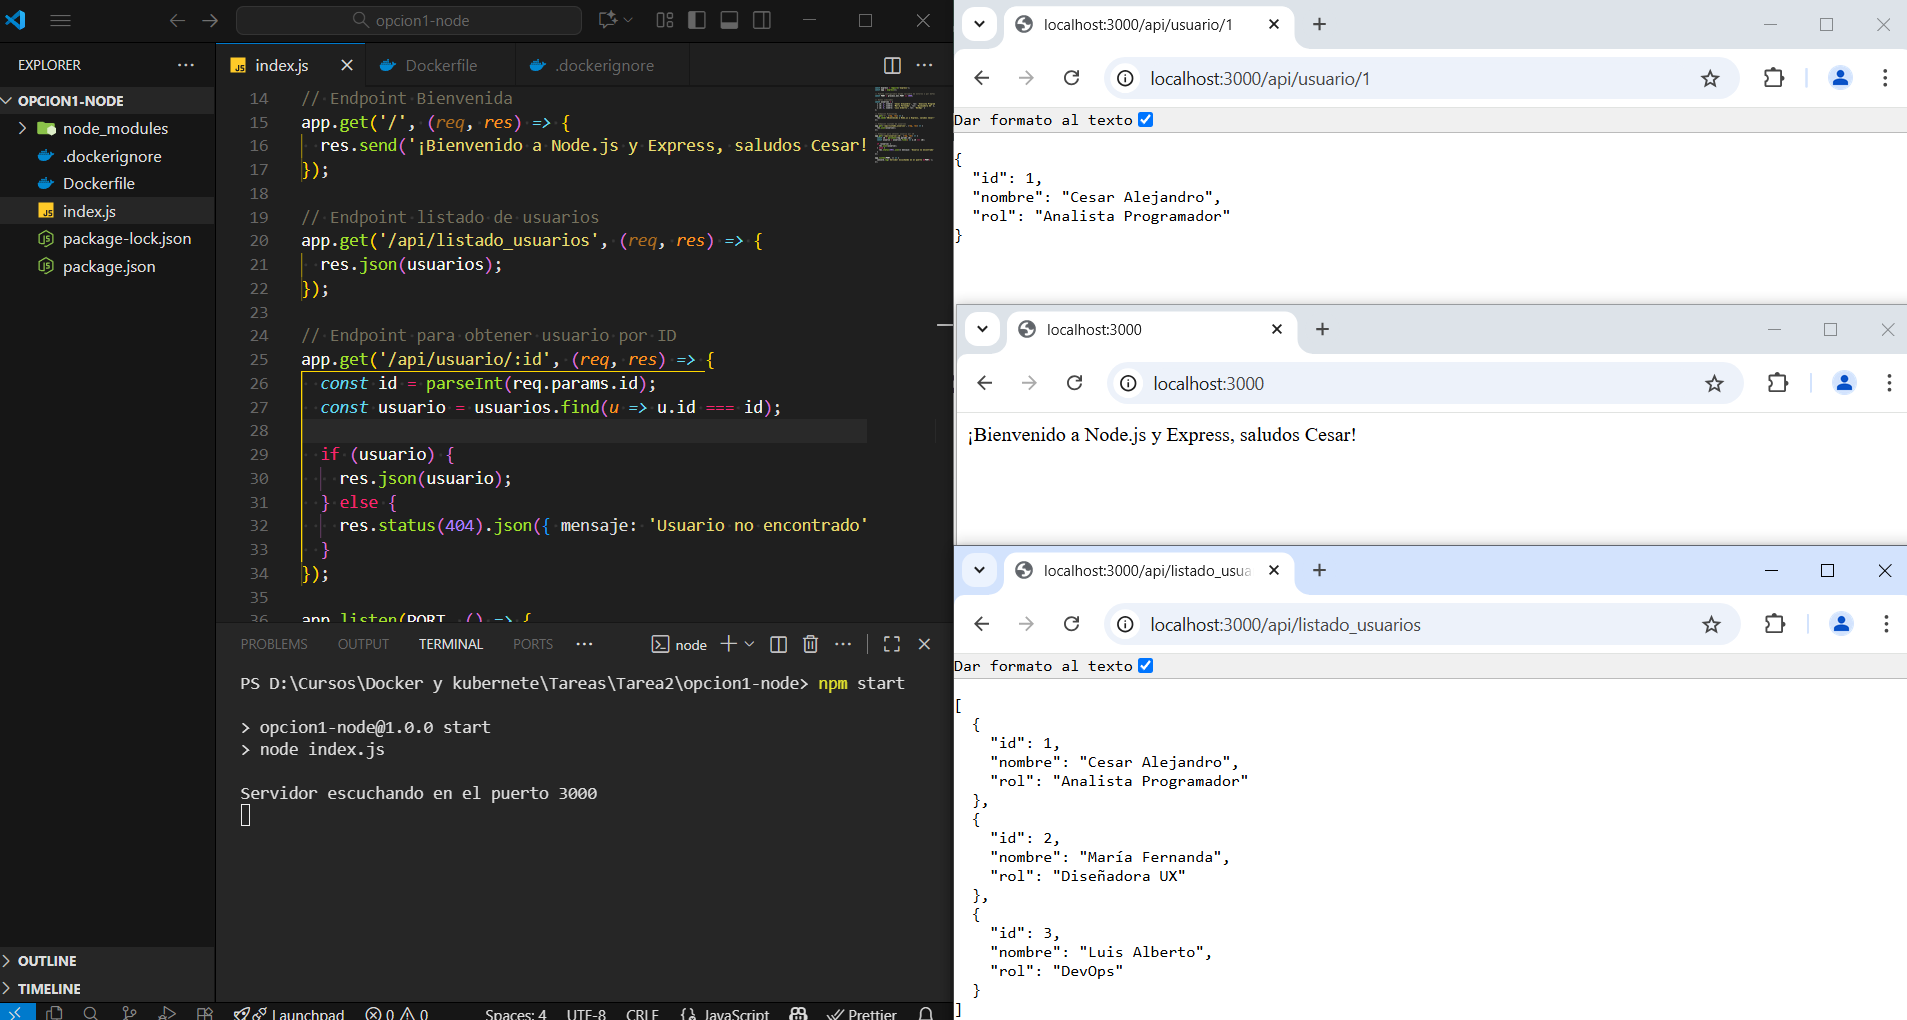 opcion1-node
EXPLORER
OPCION1-NODE
node_modules
.dockerignore
Dockerfile
index.js
package-lock.json
package.json
OUTLINE
TIMELINE
index.js
Dockerfile
.dockerignore
14 // Endpoint Bienvenida
15 app.get('/', (req, res) => {
16 res.send('¡Bienvenido a Node.js y Express, saludos Cesar!
17 });
18
19 // Endpoint listado de usuarios
20 app.get('/api/listado_usuarios', (req, res) => {
21 res.json(usuarios);
22 });
23
24 // Endpoint para obtener usuario por ID
25 app.get('/api/usuario/:id', (req, res) => {
26 const id = parseInt(req.params.id);
27 const usuario = usuarios.find(u => u.id === id);
28
29 if (usuario) {
30 res.json(usuario);
31 } else {
32 res.status(404).json({ mensaje: 'Usuario no encontrado'
33 }
34 });
35
36 app.listen(PORT, () => {
PROBLEMS OUTPUT TERMINAL PORTS
node
PS D:\Cursos\Docker y kubernete\Tareas\Tarea2\opcion1-node> npm start
> opcion1-node@1.0.0 start
> node index.js
Servidor escuchando en el puerto 3000
Launchpad 0 0 Spaces: 4 UTF-8 CRLF {} JavaScript Prettier
localhost:3000/api/usuario/1
localhost:3000/api/usuario/1
Dar formato al texto
{
"id": 1,
"nombre": "Cesar Alejandro",
"rol": "Analista Programador"
}
localhost:3000
localhost:3000
¡Bienvenido a Node.js y Express, saludos Cesar!
localhost:3000/api/listado_usua
localhost:3000/api/listado_usuarios
Dar formato al texto
[
{
"id": 1,
"nombre": "Cesar Alejandro",
"rol": "Analista Programador"
},
{
"id": 2,
"nombre": "María Fernanda",
"rol": "Diseñadora UX"
},
{
"id": 3,
"nombre": "Luis Alberto",
"rol": "DevOps"
}
]